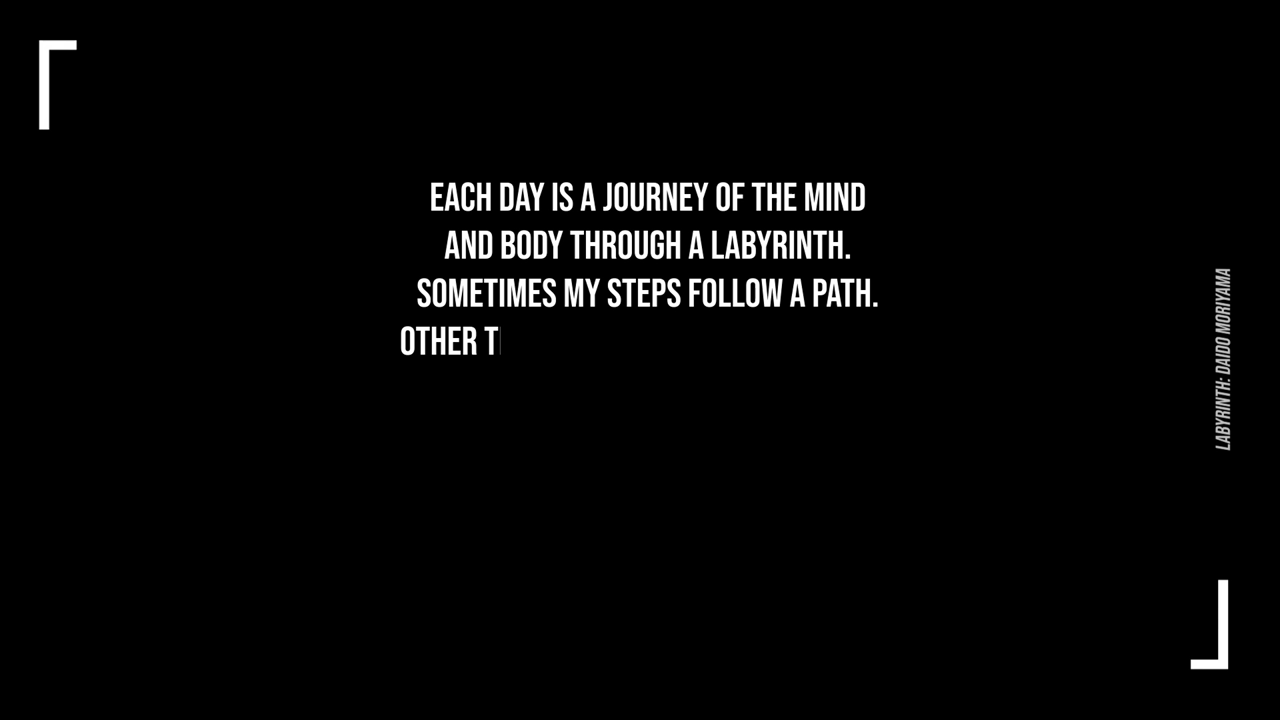 EACH DAY IS A JOURNEY OF THE MIND
AND BODY THROUGH A LABYRINTH.
SOMETIMES MY STEPS FOLLOW A PATH.
OTHER T
LABYRINTH: DAIDO MORIYAMA